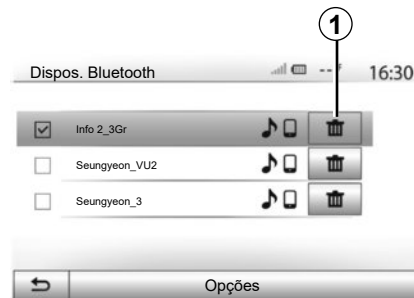 1
Dispos. Bluetooth 16:30
Info 2_3Gr
Seungyeon_VU2
Seungyeon_3
Opções